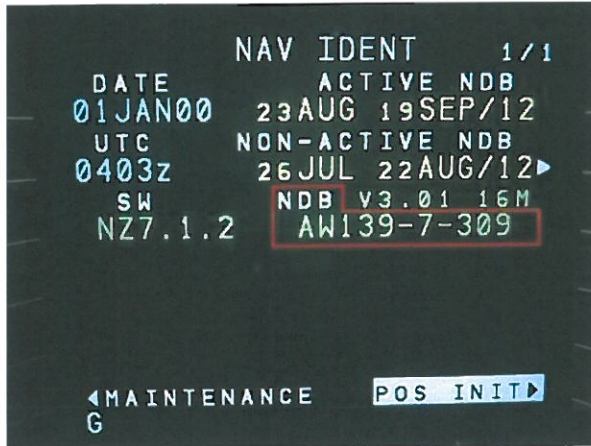 NAV IDENT 1/1
DATE ACTIVE NDB
01JAN00 23AUG 19SEP/12
UTC NON-ACTIVE NDB
0403z 26JUL 22AUG/12▶
SW NDB V3.01 16M
NZ7.1.2 AW139-7-309
◀MAINTENANCE POS INIT▶
G